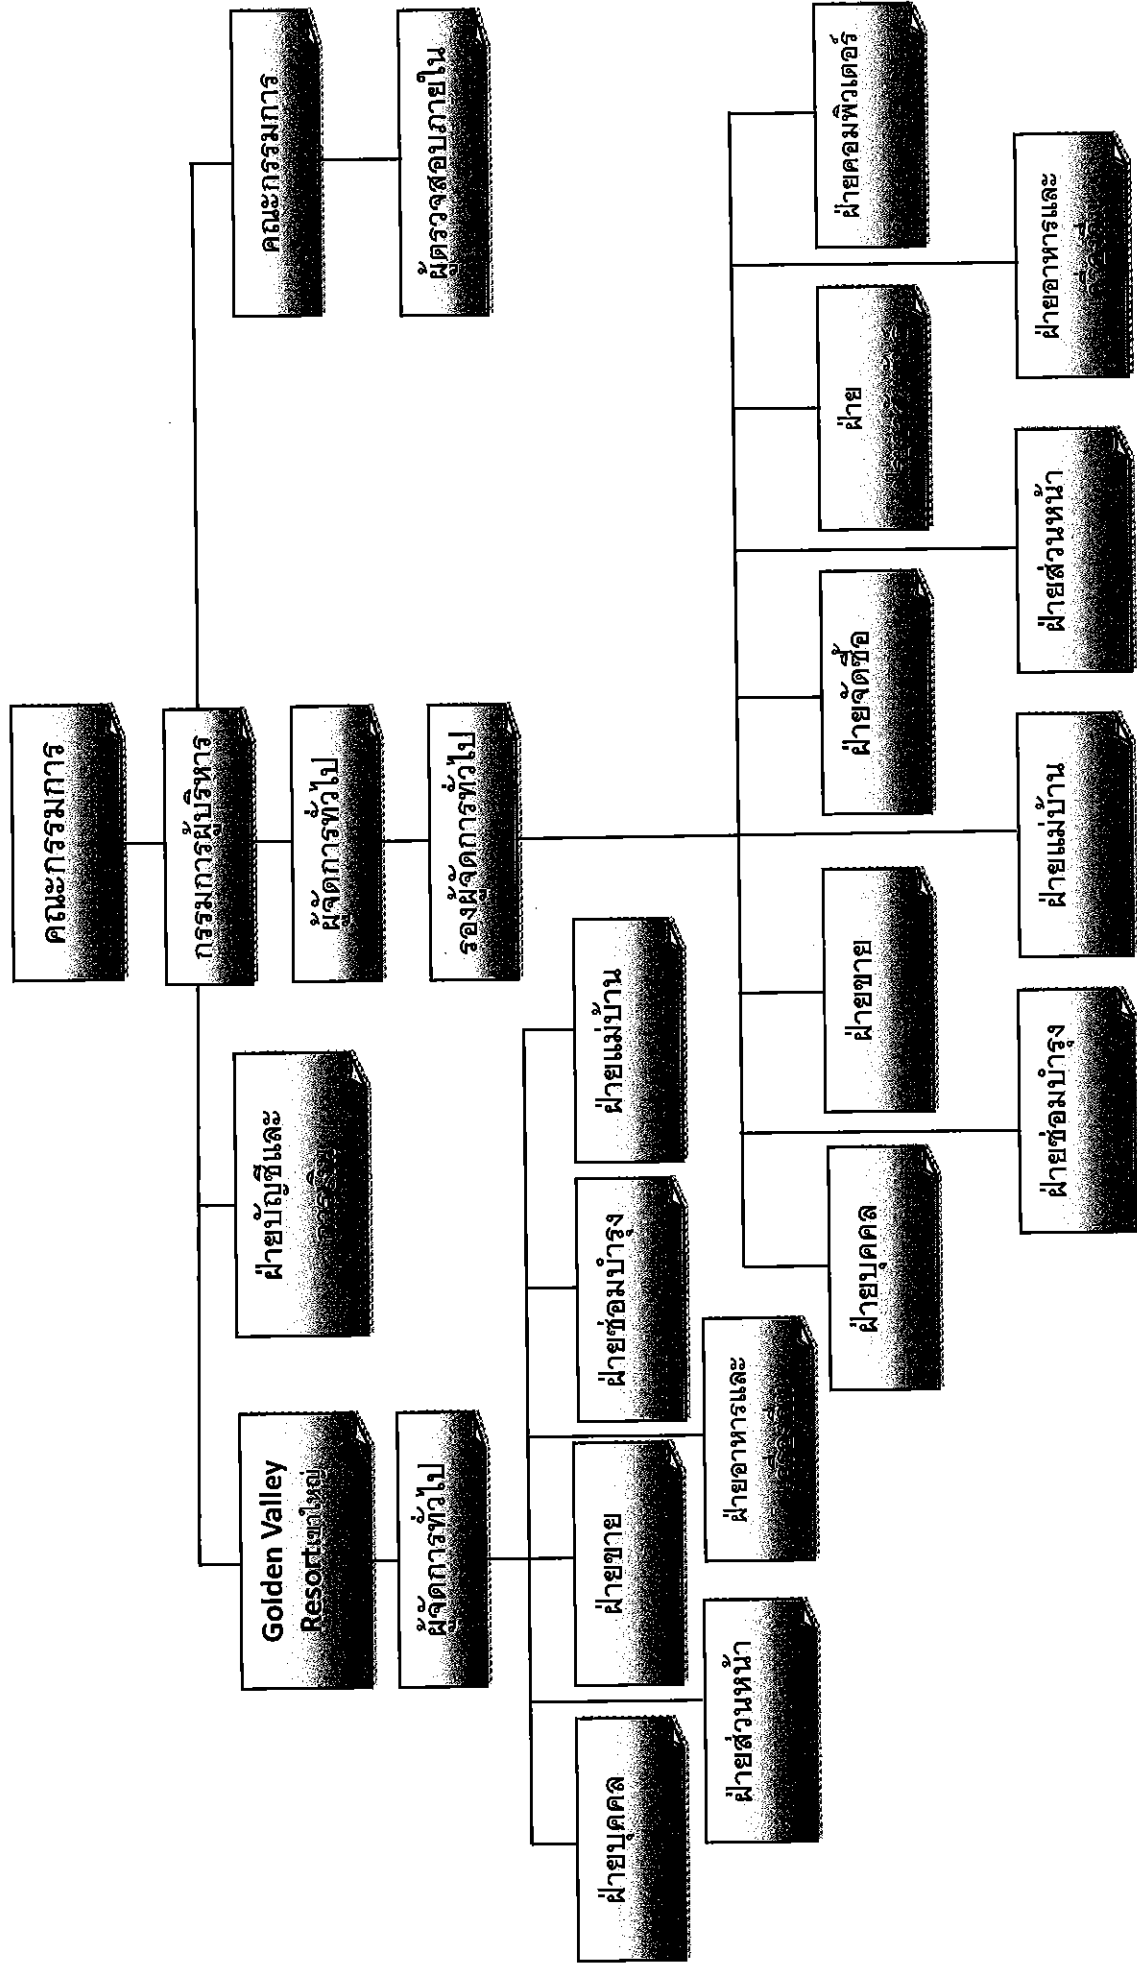 คณะกรรมการ
กรรมการผู้บริหาร
ผู้จัดการทั่วไป
รองผู้จัดการทั่วไป
คณะกรรมการ
ผู้ตรวจสอบภายใน
ฝ่ายบัญชีและ
การเงิน
Golden Valley
Resort เขาใหญ่
ผู้จัดการทั่วไป
ฝ่ายบุคคล
ฝ่ายขาย
ฝ่ายซ่อมบำรุง
ฝ่ายแม่บ้าน
ฝ่ายส่วนหน้า
ฝ่ายอาหารและ
ฝ่ายบุคคล
ฝ่ายขาย
ฝ่ายจัดซื้อ
ฝ่าย
ฝ่ายคอมพิวเตอร์
ฝ่ายซ่อมบำรุง
ฝ่ายแม่บ้าน
ฝ่ายส่วนหน้า
ฝ่ายอาหารและ